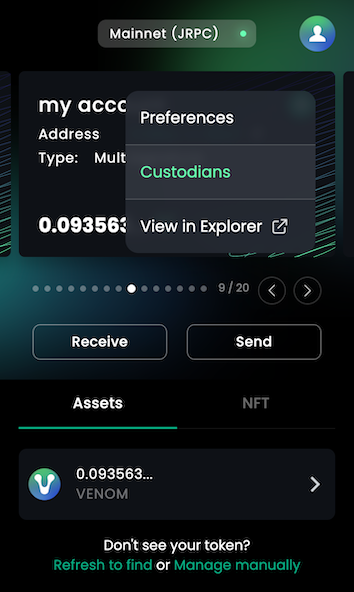 Mainnet (JRPC)
my acco
Preferences
Address
Type: Mult
Custodians
0.093563
View in Explorer
9 / 20
Receive
Send
Assets
NFT
0.093563...
VENOM
Don't see your token?
Refresh to find or Manage manually